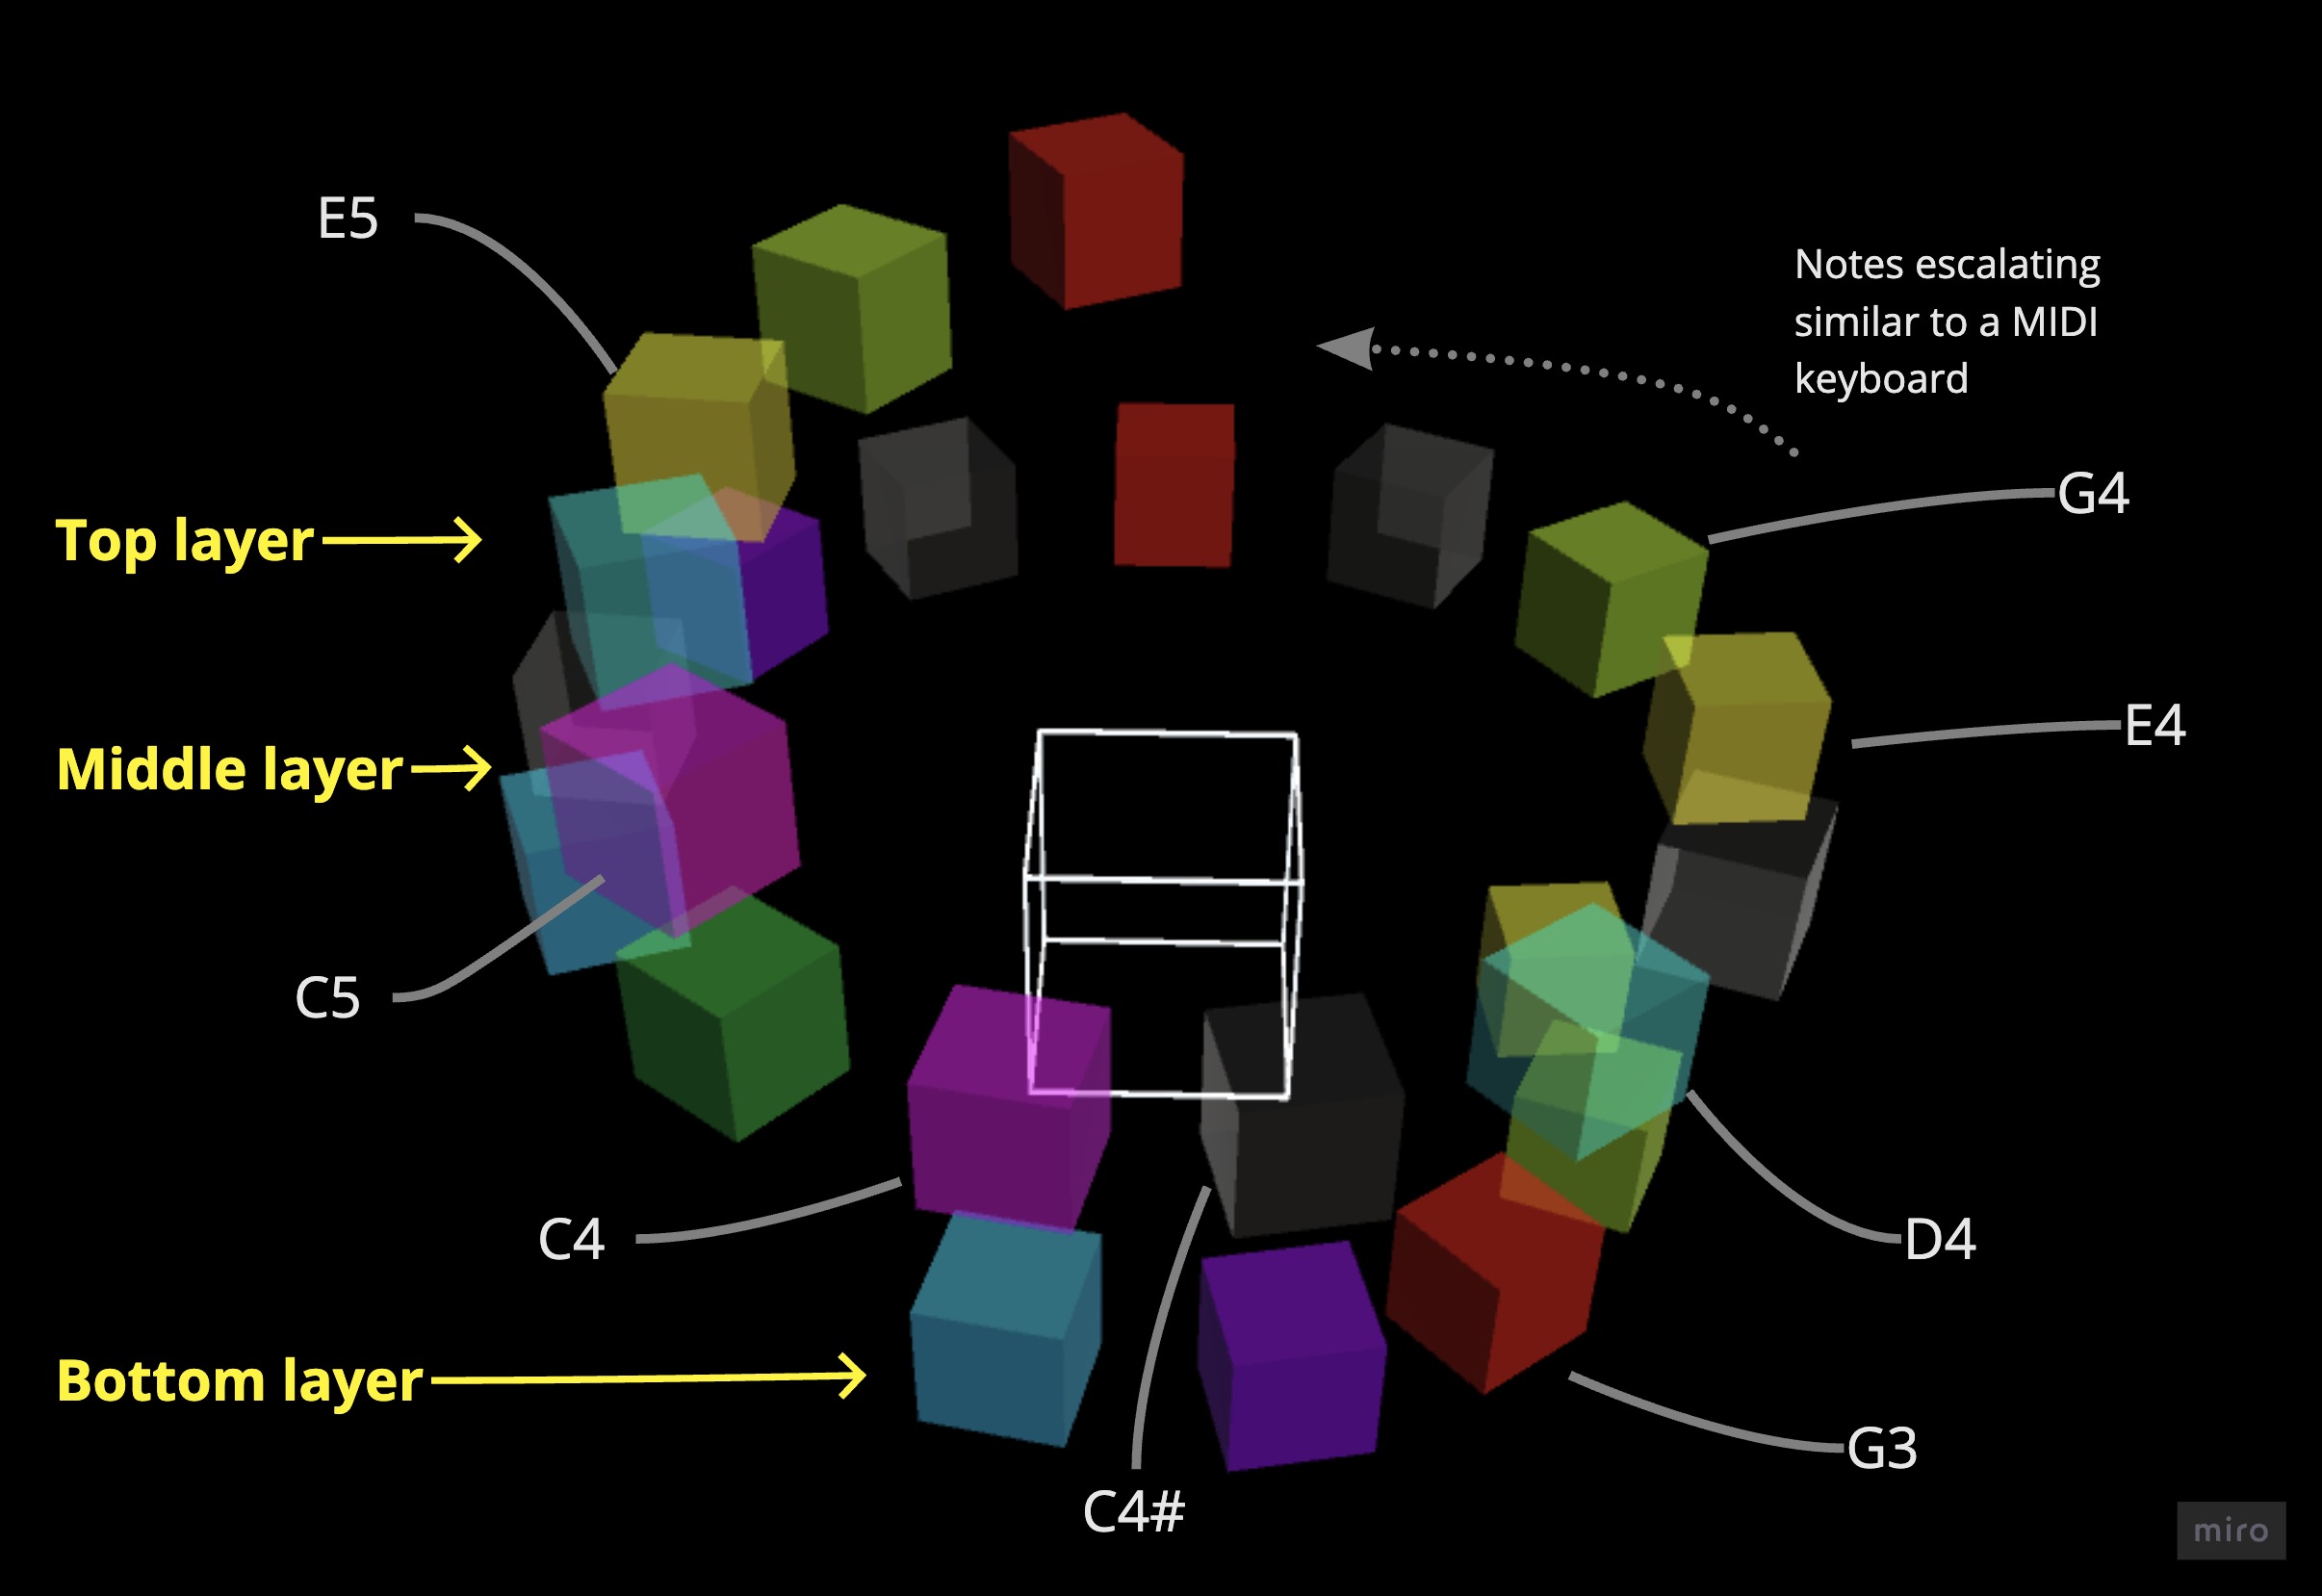 E5
Notes escalating
similar to a MIDI
keyboard
G4
Top layer
E4
Middle layer
C5
C4
D4
Bottom layer
G3
C4#
miro